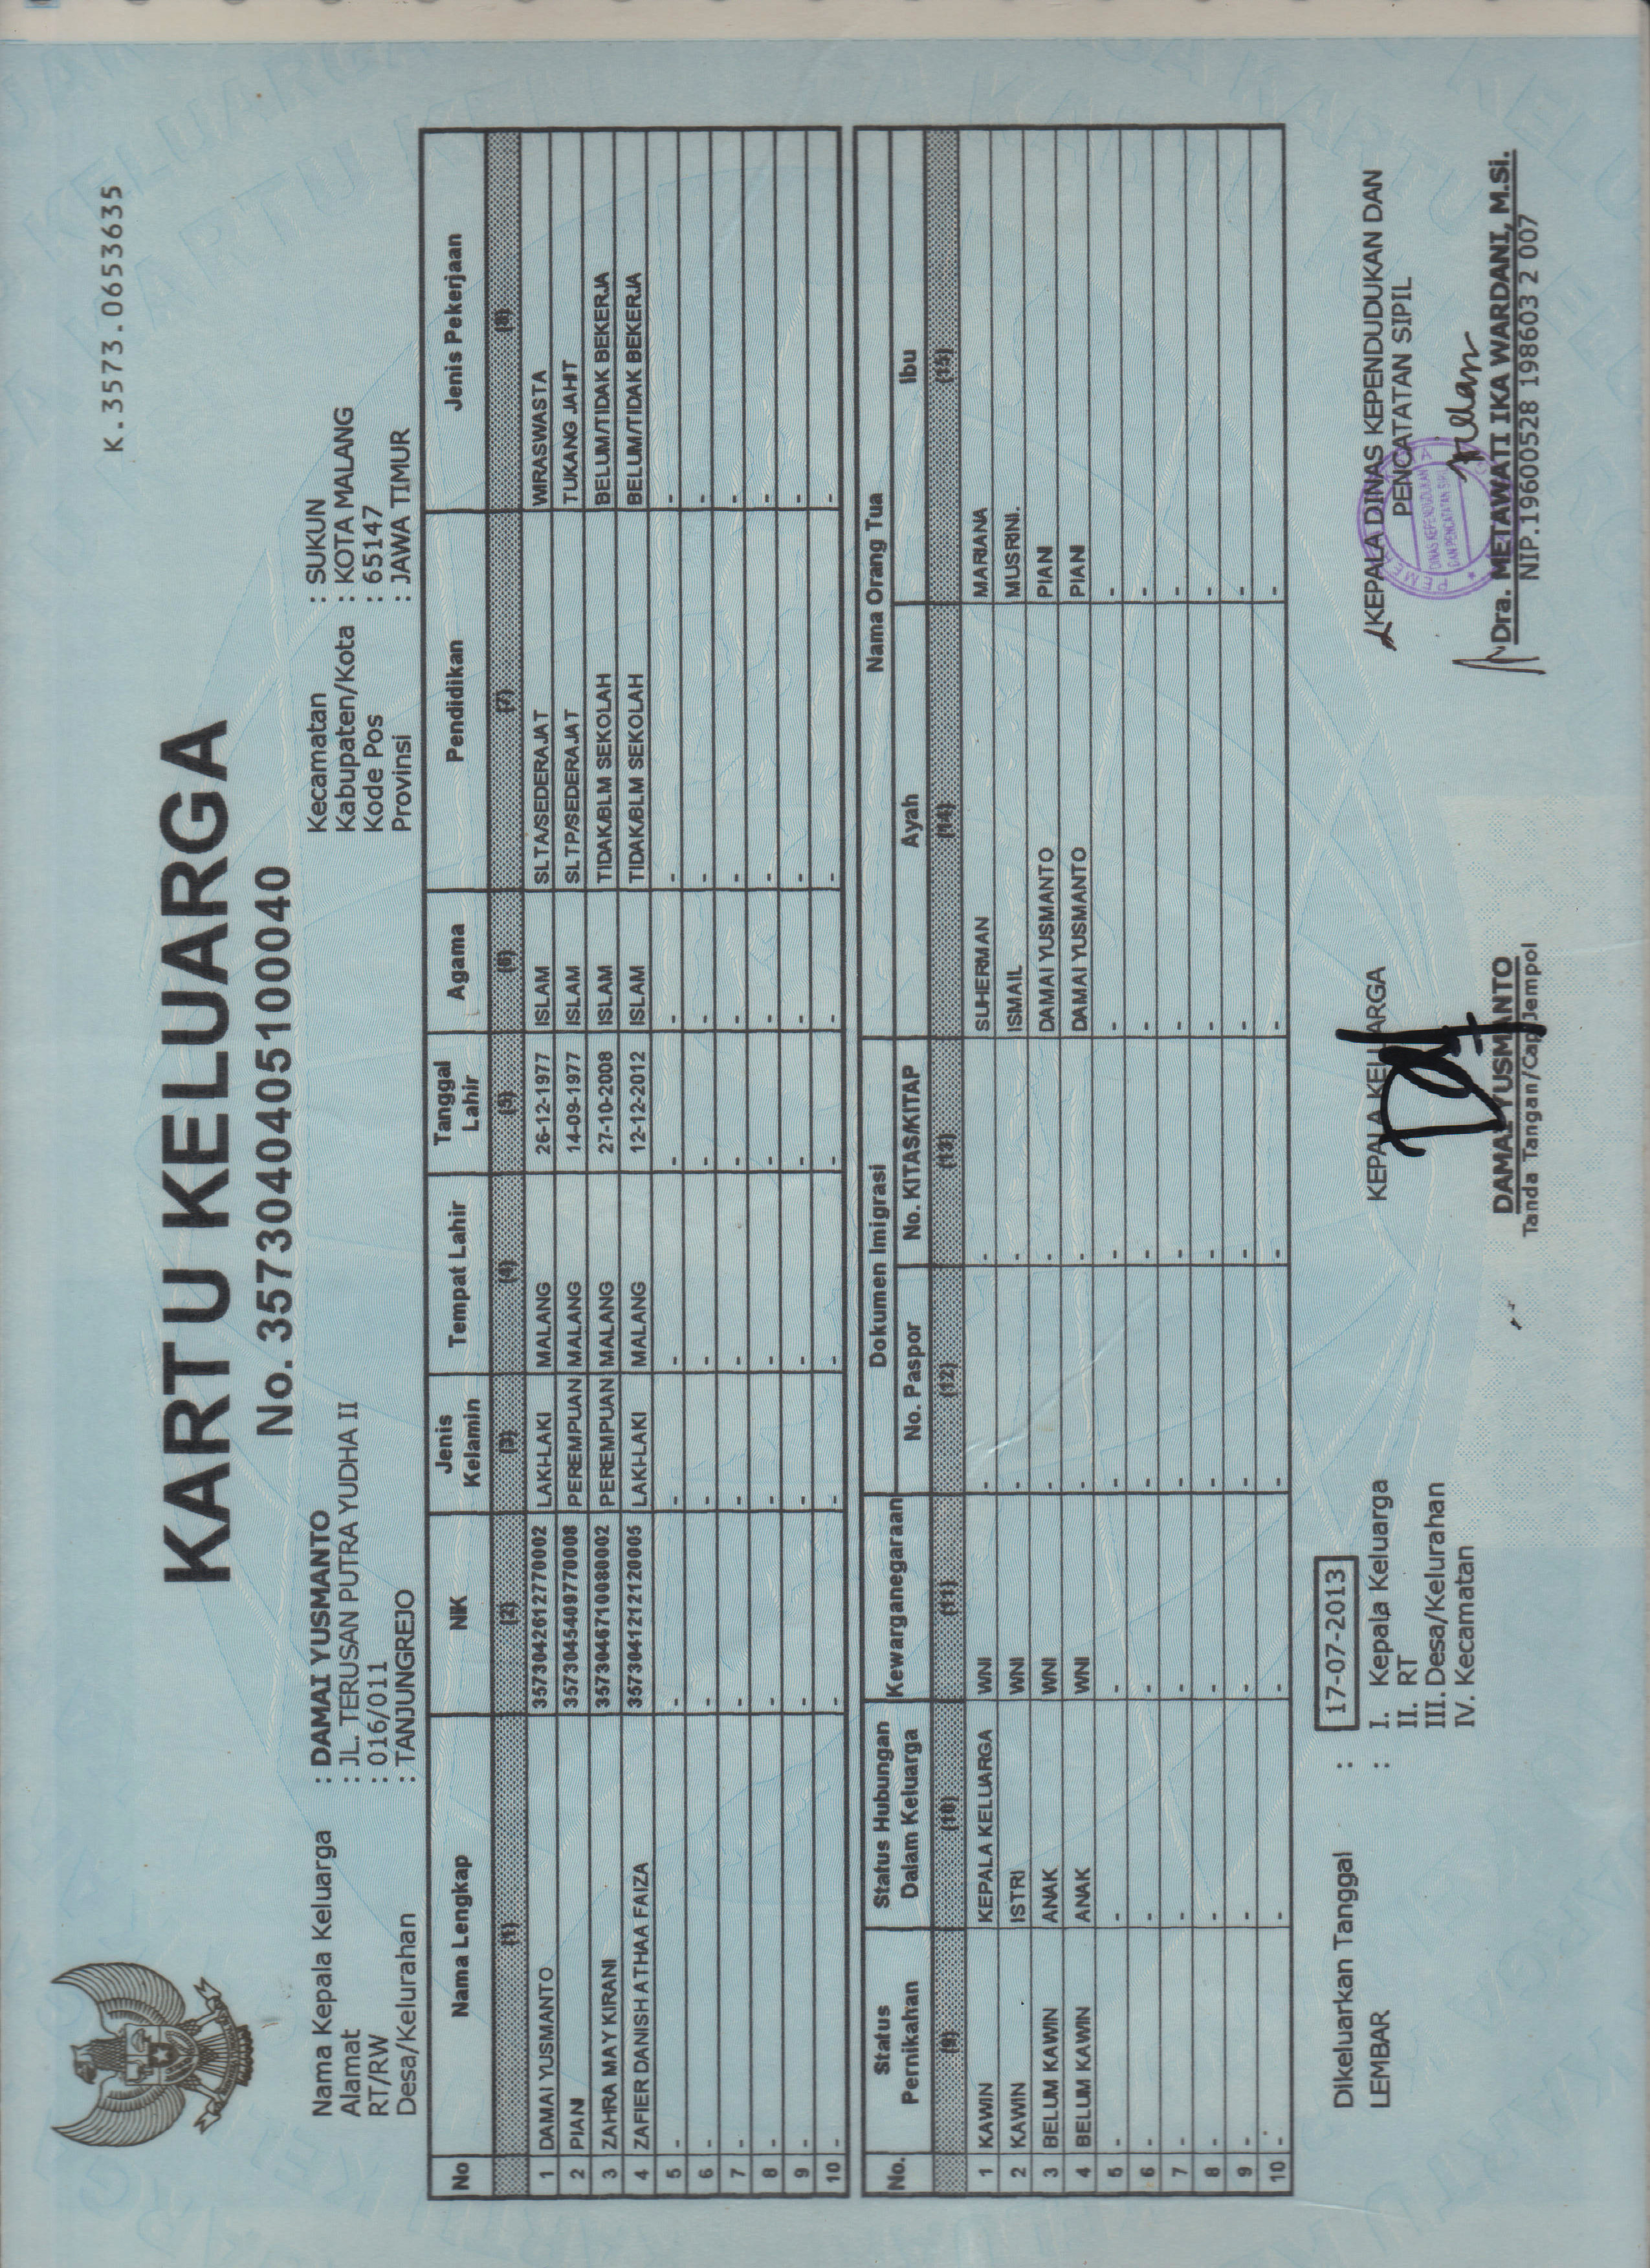 K.3573.0653635
KARTU KELUARGA
No. 3573040405100040
Nama Kepala Keluarga : DAMAI YUSMANTO
Alamat : JL. TERUSAN PUTRA YUDHA II
RT/RW : 016/011
Desa/Kelurahan : TANJUNGREJO
Kecamatan : SUKUN
Kabupaten/Kota : KOTA MALANG
Kode Pos : 65147
Provinsi : JAWA TIMUR
No Nama Lengkap NIK Jenis Kelamin Tempat Lahir Tanggal Lahir Agama Pendidikan Jenis Pekerjaan
(1) (2) (3) (4) (5) (6) (7) (8)
1 DAMAI YUSMANTO 3573042612770002 LAKI-LAKI MALANG 26-12-1977 ISLAM SLTA/SEDERAJAT WIRASWASTA
2 PIANI 3573045409770008 PEREMPUAN MALANG 14-09-1977 ISLAM SLTP/SEDERAJAT TUKANG JAHIT
3 ZAHRA MAY KIRANI 3573046710080002 PEREMPUAN MALANG 27-10-2008 ISLAM TIDAK/BLM SEKOLAH BELUM/TIDAK BEKERJA
4 ZAFIER DANISH ATHAA FAIZA 3573041212120005 LAKI-LAKI MALANG 12-12-2012 ISLAM TIDAK/BLM SEKOLAH BELUM/TIDAK BEKERJA
5 - - - - - - - -
6 - - - - - - - -
7 - - - - - - - -
8 - - - - - - - -
9 - - - - - - - -
10 - - - - - - - -
No. Status Pernikahan Status Hubungan Dalam Keluarga Kewarganegaraan Dokumen Imigrasi Nama Orang Tua
No. Paspor No. KITAS/KITAP Ayah Ibu
(9) (10) (11) (12) (13) (14) (15)
1 KAWIN KEPALA KELUARGA WNI - - SUHERMAN MARIANA
2 KAWIN ISTRI WNI - - ISMAIL MUSRINI.
3 BELUM KAWIN ANAK WNI - - DAMAI YUSMANTO PIANI
4 BELUM KAWIN ANAK WNI - - DAMAI YUSMANTO PIANI
5 - - - - - - -
6 - - - - - - -
7 - - - - - - -
8 - - - - - - -
9 - - - - - - -
10 - - - - - - -
Dikeluarkan Tanggal : 17-07-2013
LEMBAR : I. Kepala Keluarga
II. RT
III. Desa/Kelurahan
IV. Kecamatan
KEPALA KELUARGA
DAMAI YUSMANTO
Tanda Tangan/Cap Jempol
KEPALA DINAS KEPENDUDUKAN DAN
PENCATATAN SIPIL
DINAS KEPENDUDUKAN
DAN PENCATATAN SIPIL
Dra. METAWATI IKA WARDANI, M.Si.
NIP.19600528 198603 2 007